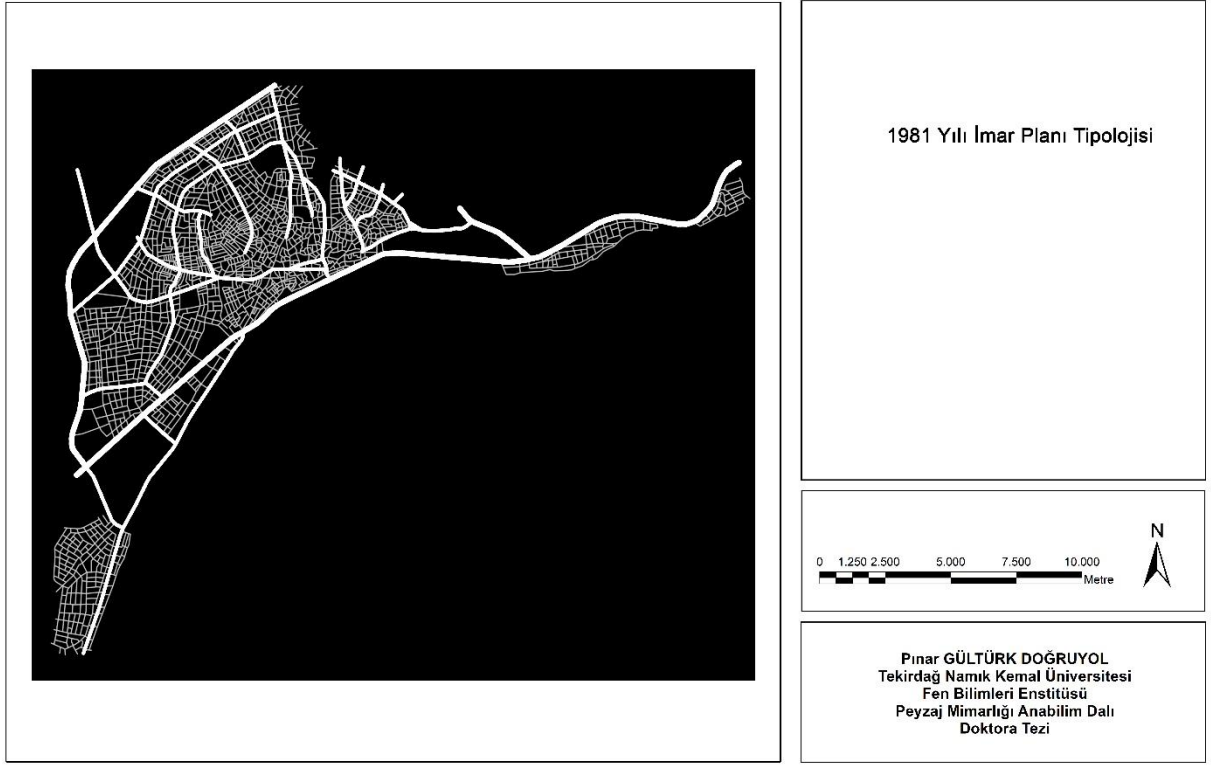 1981 Yılı İmar Planı Tipolojisi
0 1.250 2.500 5.000 7.500 10.000
Metre
N
Pınar GÜLTÜRK DOĞRUYOL
Tekirdağ Namık Kemal Üniversitesi
Fen Bilimleri Enstitüsü
Peyzaj Mimarlığı Anabilim Dalı
Doktora Tezi